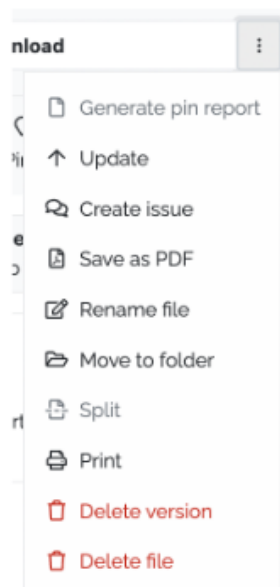 nload
Generate pin report
Update
Create issue
Save as PDF
Rename file
Move to folder
Split
Print
Delete version
Delete file